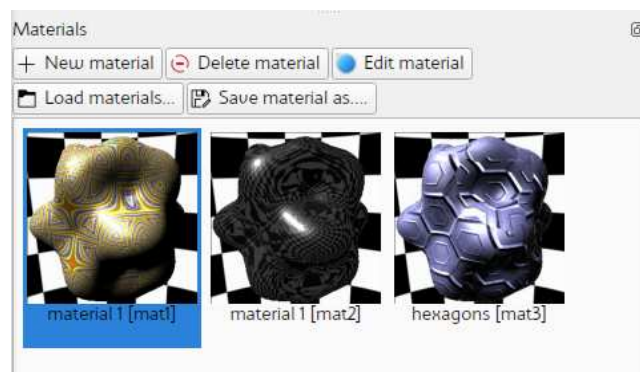 Materials
New material Delete material Edit material
Load materials... Save material as....
material 1 [mat1] material 1 [mat2] hexagons [mat3]